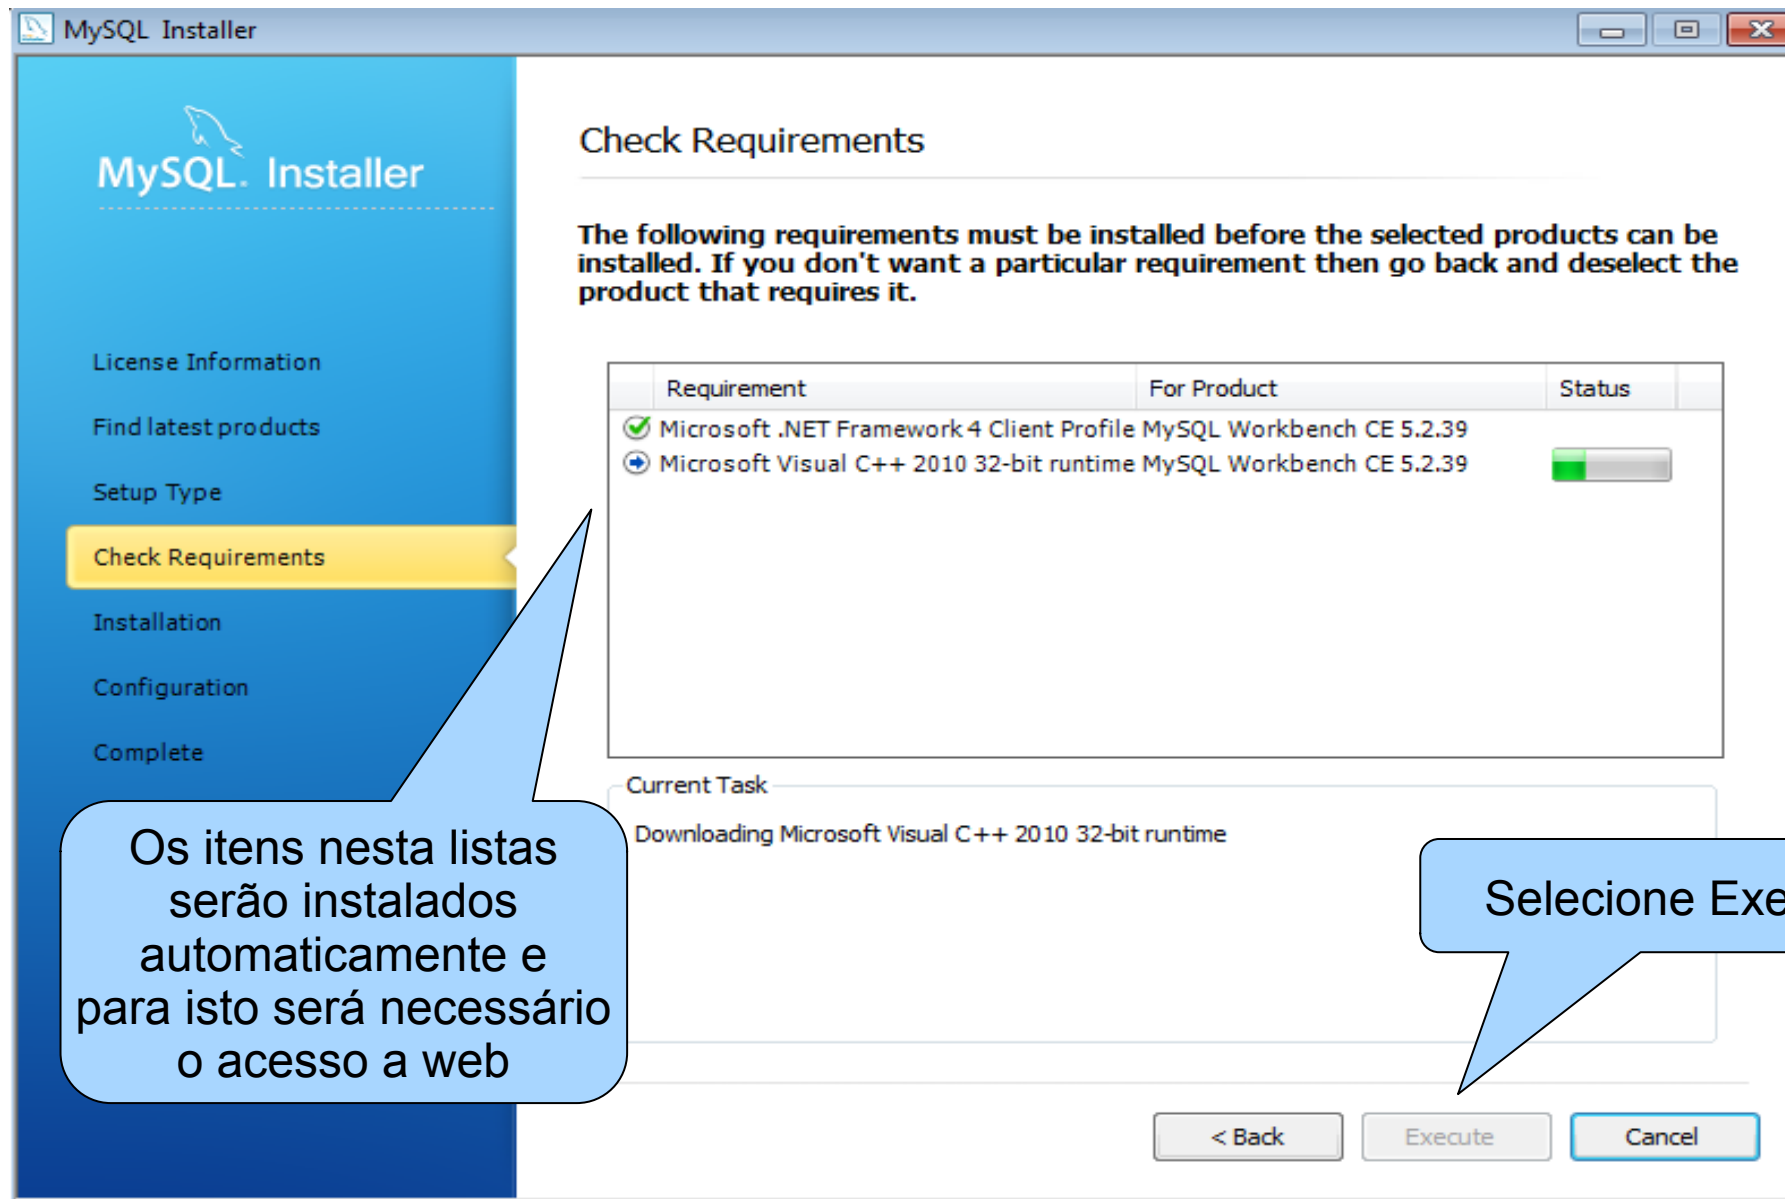 MySQL Installer
MySQL. Installer
License Information
Find latest products
Setup Type
Check Requirements
Installation
Configuration
Complete
Check Requirements
The following requirements must be installed before the selected products can be
installed. If you don't want a particular requirement then go back and deselect the
product that requires it.
Requirement For Product Status
Microsoft .NET Framework 4 Client Profile MySQL Workbench CE 5.2.39
Microsoft Visual C++ 2010 32-bit runtime MySQL Workbench CE 5.2.39
Current Task
Downloading Microsoft Visual C++ 2010 32-bit runtime
Os itens nesta listas
serão instalados
automaticamente e
para isto será necessário
o acesso a web
Selecione Exe
< Back Execute Cancel